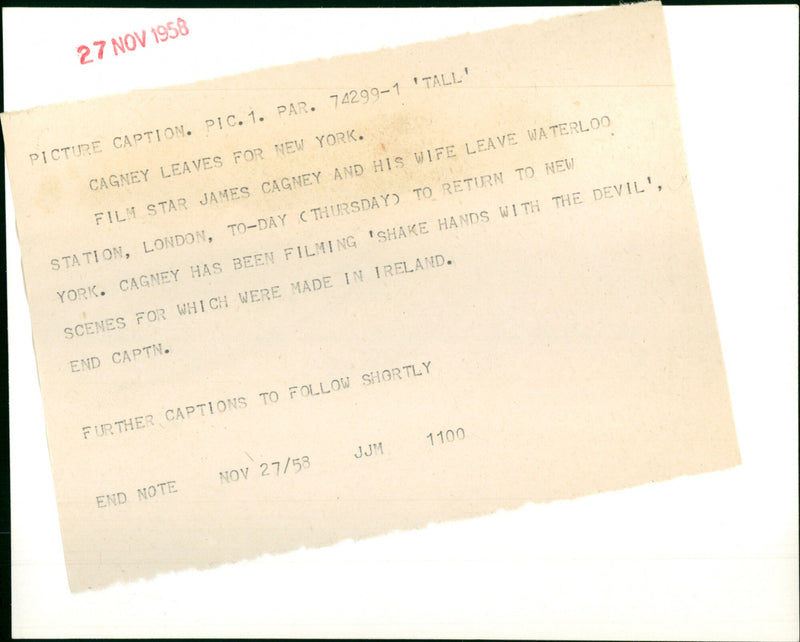 27 NOV 1958
PICTURE CAPTION. PIC.1. PAR. 74299-1 'TALL'
CAGNEY LEAVES FOR NEW YORK.
FILM STAR JAMES CAGNEY AND HIS WIFE LEAVE WATERLOO
STATION, LONDON, TO-DAY (THURSDAY) TO RETURN TO NEW
YORK. CAGNEY HAS BEEN FILMING 'SHAKE HANDS WITH THE DEVIL',
SCENES FOR WHICH WERE MADE IN IRELAND.
END CAPTN.
FURTHER CAPTIONS TO FOLLOW SHORTLY
END NOTE NOV 27/58 JJM 1100